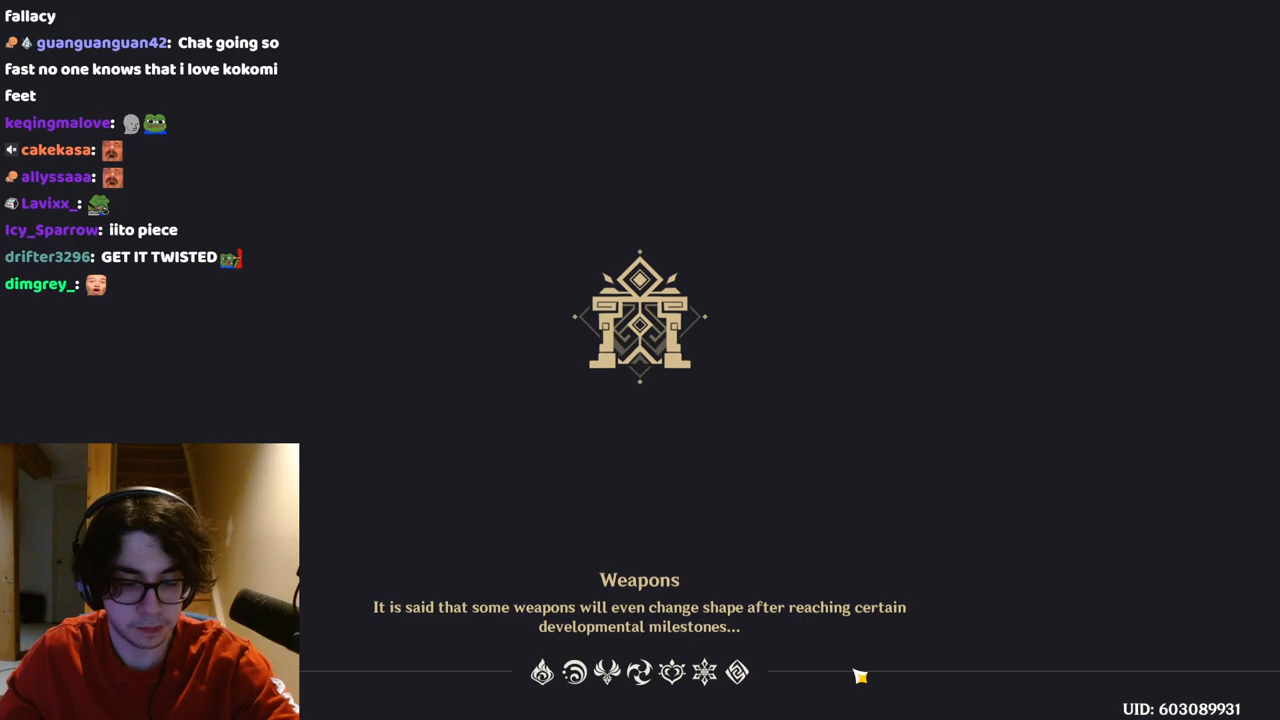 fallacy
guanguanguan42: Chat going so
fast no one knows that i love kokomi
feet
keqingmalove:
cakekasa:
allyssaaa:
Lavixx_:
Icy_Sparrow: iito piece
drifter3296: GET IT TWISTED
dimgrey_:
Weapons
It is said that some weapons will even change shape after reaching certain
developmental milestones...
UID: 603089931